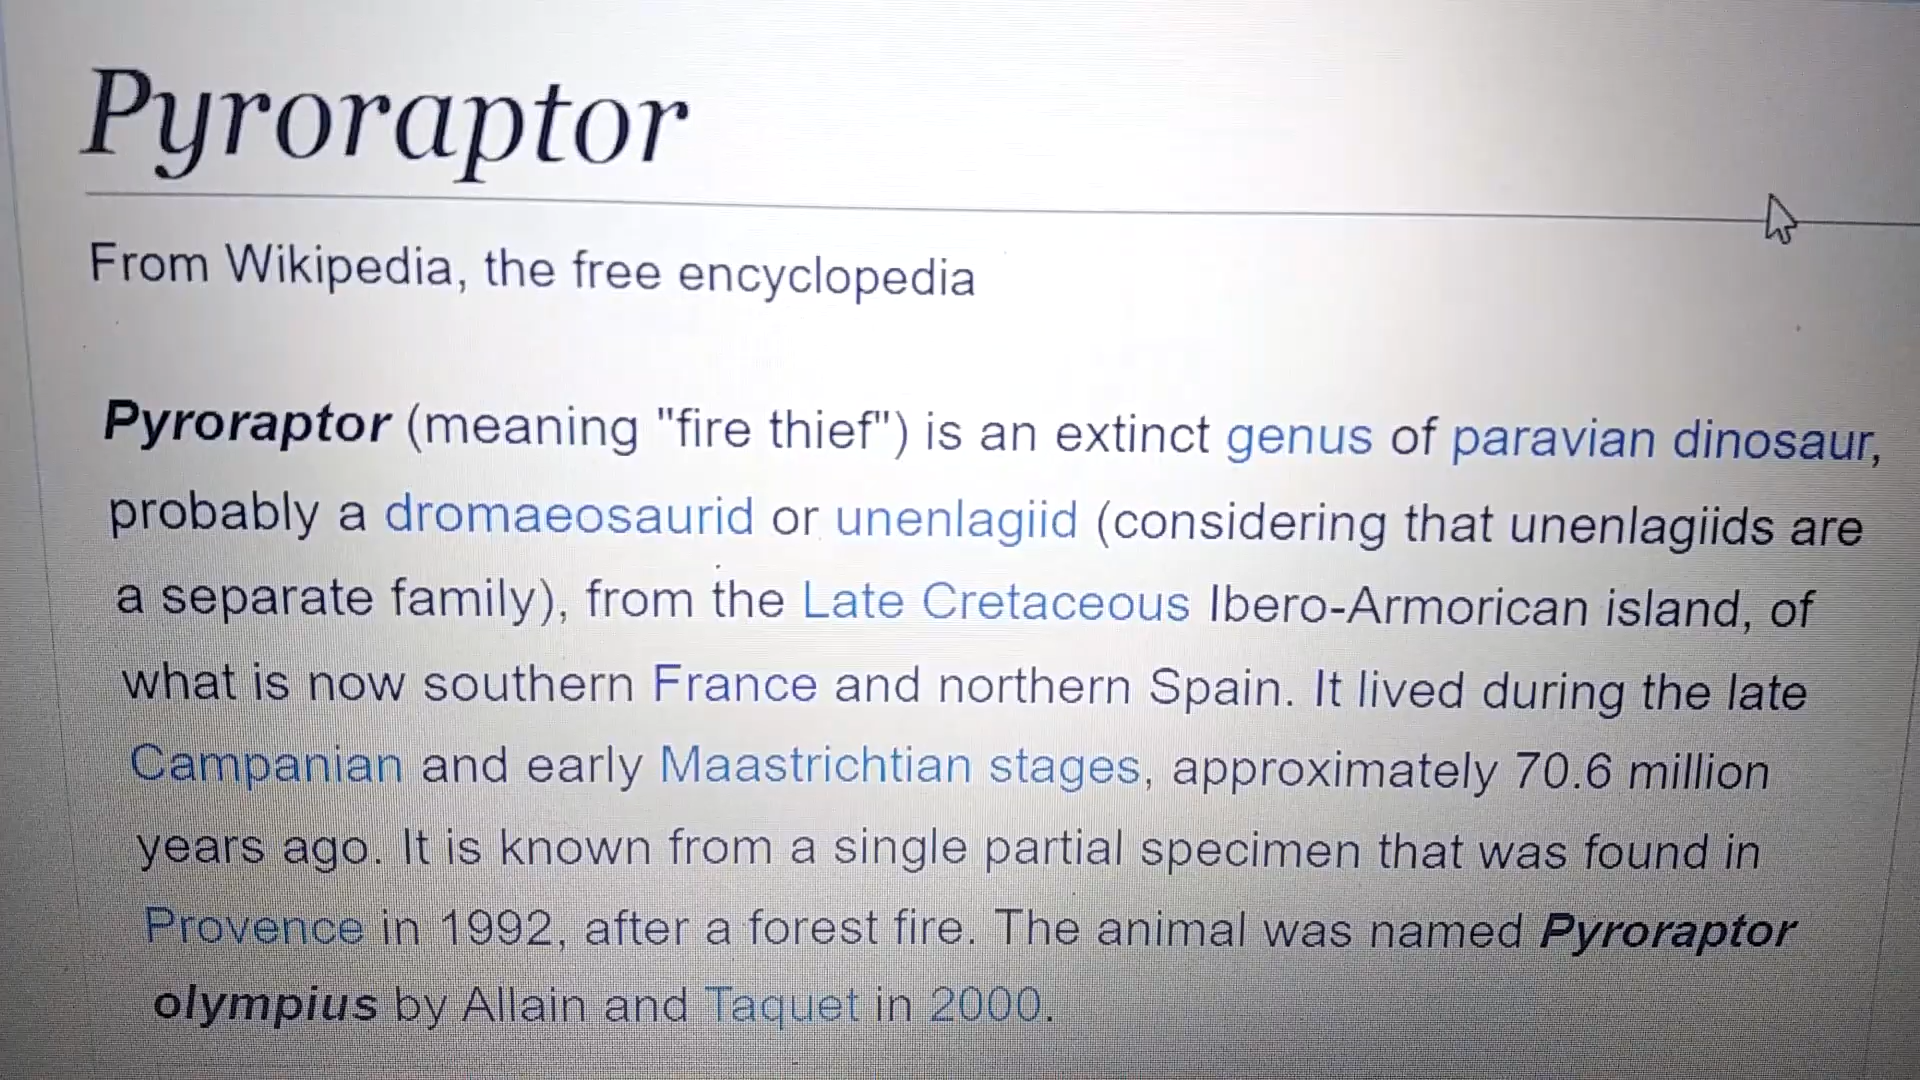 Pyroraptor
From Wikipedia, the free encyclopedia
Pyroraptor (meaning "fire thief") is an extinct genus of paravian dinosaur,
probably a dromaeosaurid or unenlagiid (considering that unenlagiids are
a separate family), from the Late Cretaceous Ibero-Armorican island, of
what is now southern France and northern Spain. It lived during the late
Campanian and early Maastrichtian stages, approximately 70.6 million
years ago. It is known from a single partial specimen that was found in
Provence in 1992, after a forest fire. The animal was named Pyroraptor
olympius by Allain and Taquet in 2000.